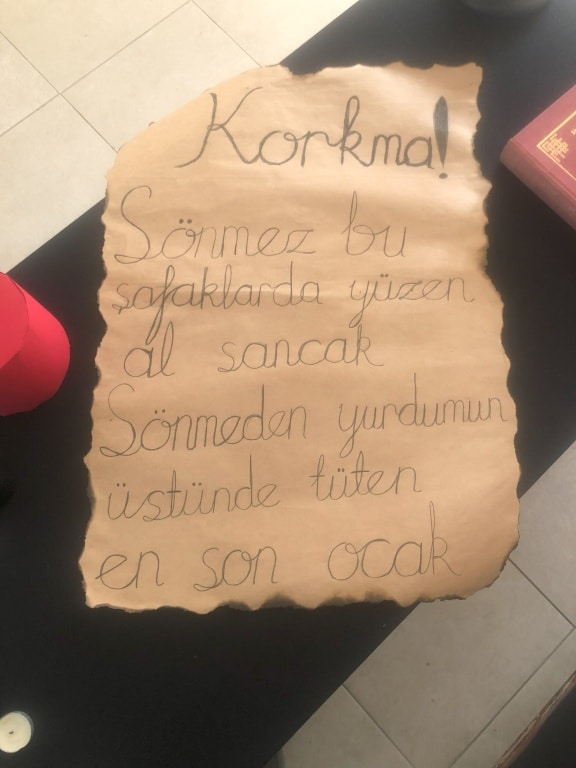 Korkma!
Sönmez bu
şafaklarda yüzen
al sancak
Sönmeden yurdumun
üstünde tüten
en son ocak